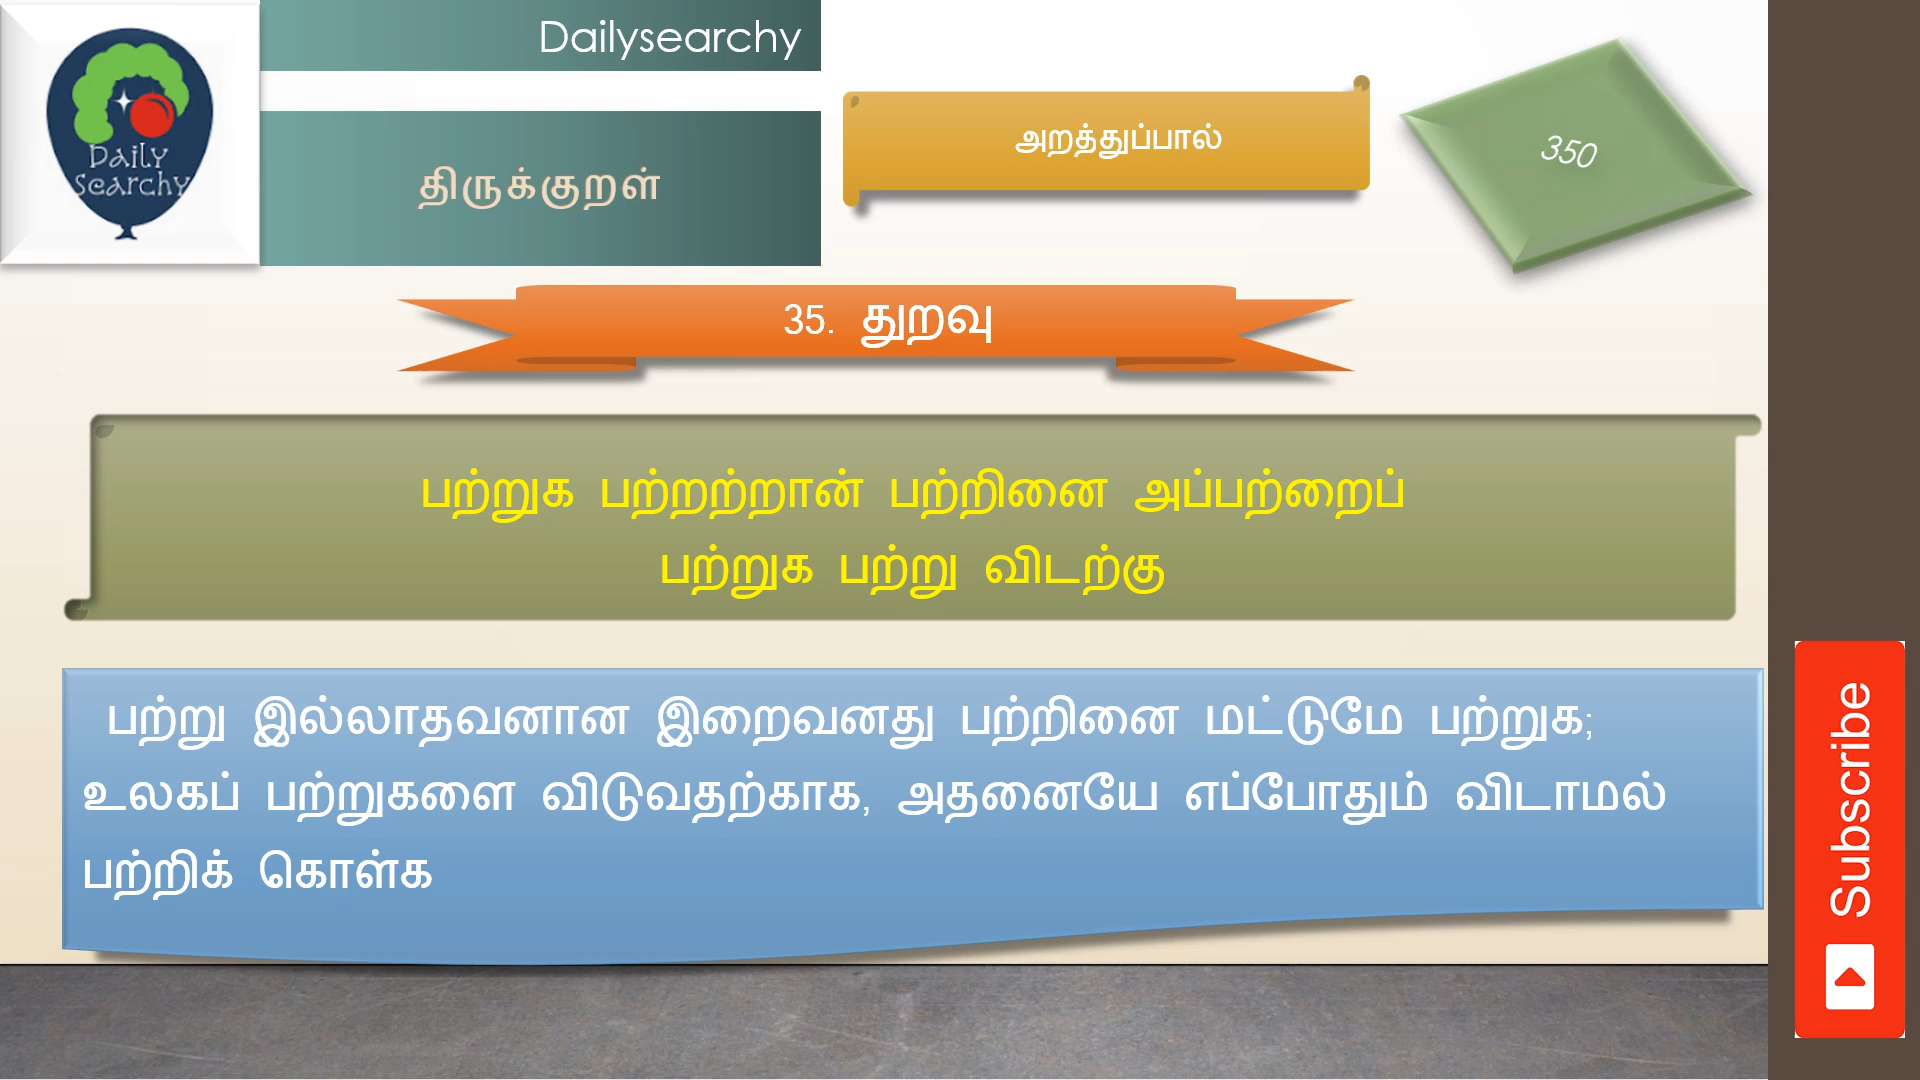 Dailysearchy
Daily
Searchy
திருக்குறள்
அறத்துப்பால்
350
35. துறவு
பற்றுக பற்றற்றான் பற்றினை அப்பற்றைப்
பற்றுக பற்று விடற்கு
பற்று இல்லாதவனான இறைவனது பற்றினை மட்டுமே பற்றுக;
உலகப் பற்றுகளை விடுவதற்காக, அதனையே எப்போதும் விடாமல்
பற்றிக் கொள்க
Subscribe